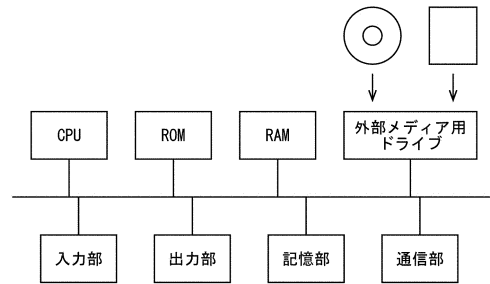 CPU
ROM
RAM
外部メディア用
ドライブ
入力部
出力部
記憶部
通信部